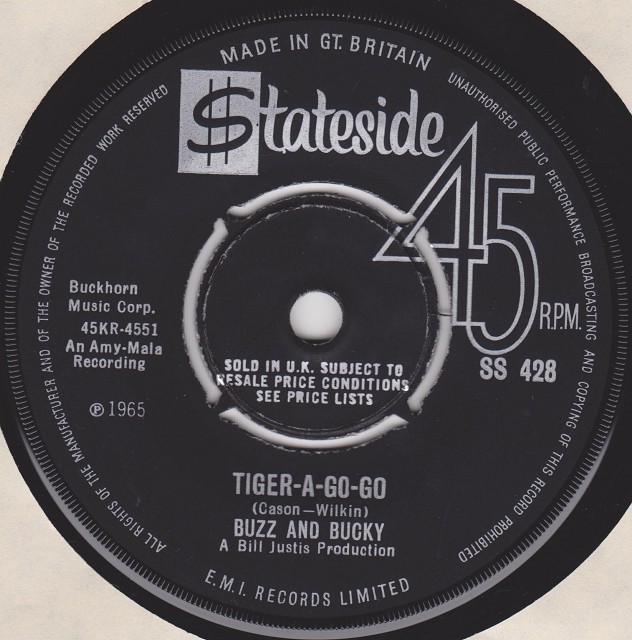 MADE IN GT. BRITAIN
UNAUTHORISED PUBLIC PERFORMANCE BROADCASTING AND COPYING OF THIS RECORD PROHIBITED
ALL RIGHTS OF THE MANUFACTURER AND OF THE OWNER OF THE RECORDED WORK RESERVED
$tateside
45 R.P.M.
SS 428
Buckhorn
Music Corp.
45KR-4551
An Amy-Mala
Recording
℗ 1965
SOLD IN U.K. SUBJECT TO
RESALE PRICE CONDITIONS
SEE PRICE LISTS
TIGER-A-GO-GO
(Cason—Wilkin)
BUZZ AND BUCKY
A Bill Justis Production
E.M.I. RECORDS LIMITED